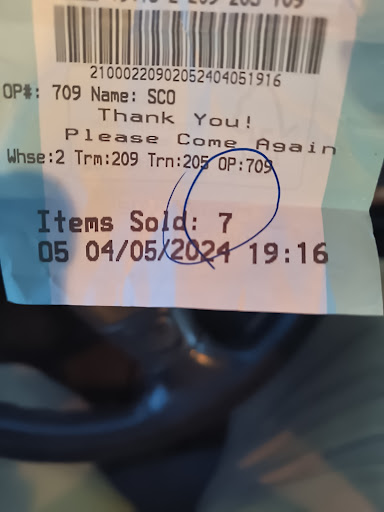 21000220902052404051916
OP#: 709 Name: SCO
Thank You!
Please Come Again
Whse:2 Trm:209 Trn:205 OP:709
Items Sold: 7
05 04/05/2024 19:16